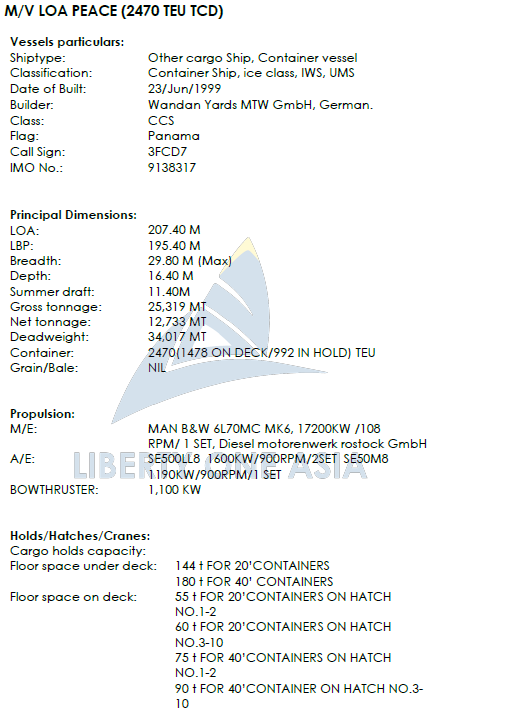 M/V LOA PEACE (2470 TEU TCD)
Vessels particulars:
Shiptype: Other cargo Ship, Container vessel
Classification: Container Ship, ice class, IWS, UMS
Date of Built: 23/Jun/1999
Builder: Wandan Yards MTW GmbH, German.
Class: CCS
Flag: Panama
Call Sign: 3FCD7
IMO No.: 9138317
Principal Dimensions:
LOA: 207.40 M
LBP: 195.40 M
Breadth: 29.80 M (Max)
Depth: 16.40 M
Summer draft: 11.40M
Gross tonnage: 25,319 MT
Net tonnage: 12,733 MT
Deadweight: 34,017 MT
Container: 2470(1478 ON DECK/992 IN HOLD) TEU
Grain/Bale: NIL
Propulsion:
M/E: MAN B&W 6L70MC MK6, 17200KW /108
RPM/ 1 SET, Diesel motorenwerk rostock GmbH
LIBERTY ONE ASIA
A/E: SE500LL8 1600KW/900RPM/2SET SE50M8
1190KW/900RPM/1 SET
BOWTHRUSTER: 1,100 KW
Holds/Hatches/Cranes:
Cargo holds capacity:
Floor space under deck: 144 t FOR 20'CONTAINERS
180 t FOR 40' CONTAINERS
Floor space on deck: 55 t FOR 20'CONTAINERS ON HATCH
NO.1-2
60 t FOR 20'CONTAINERS ON HATCH
NO.3-10
75 t FOR 40'CONTAINERS ON HATCH
NO.1-2
90 t FOR 40'CONTAINER ON HATCH NO.3-
10